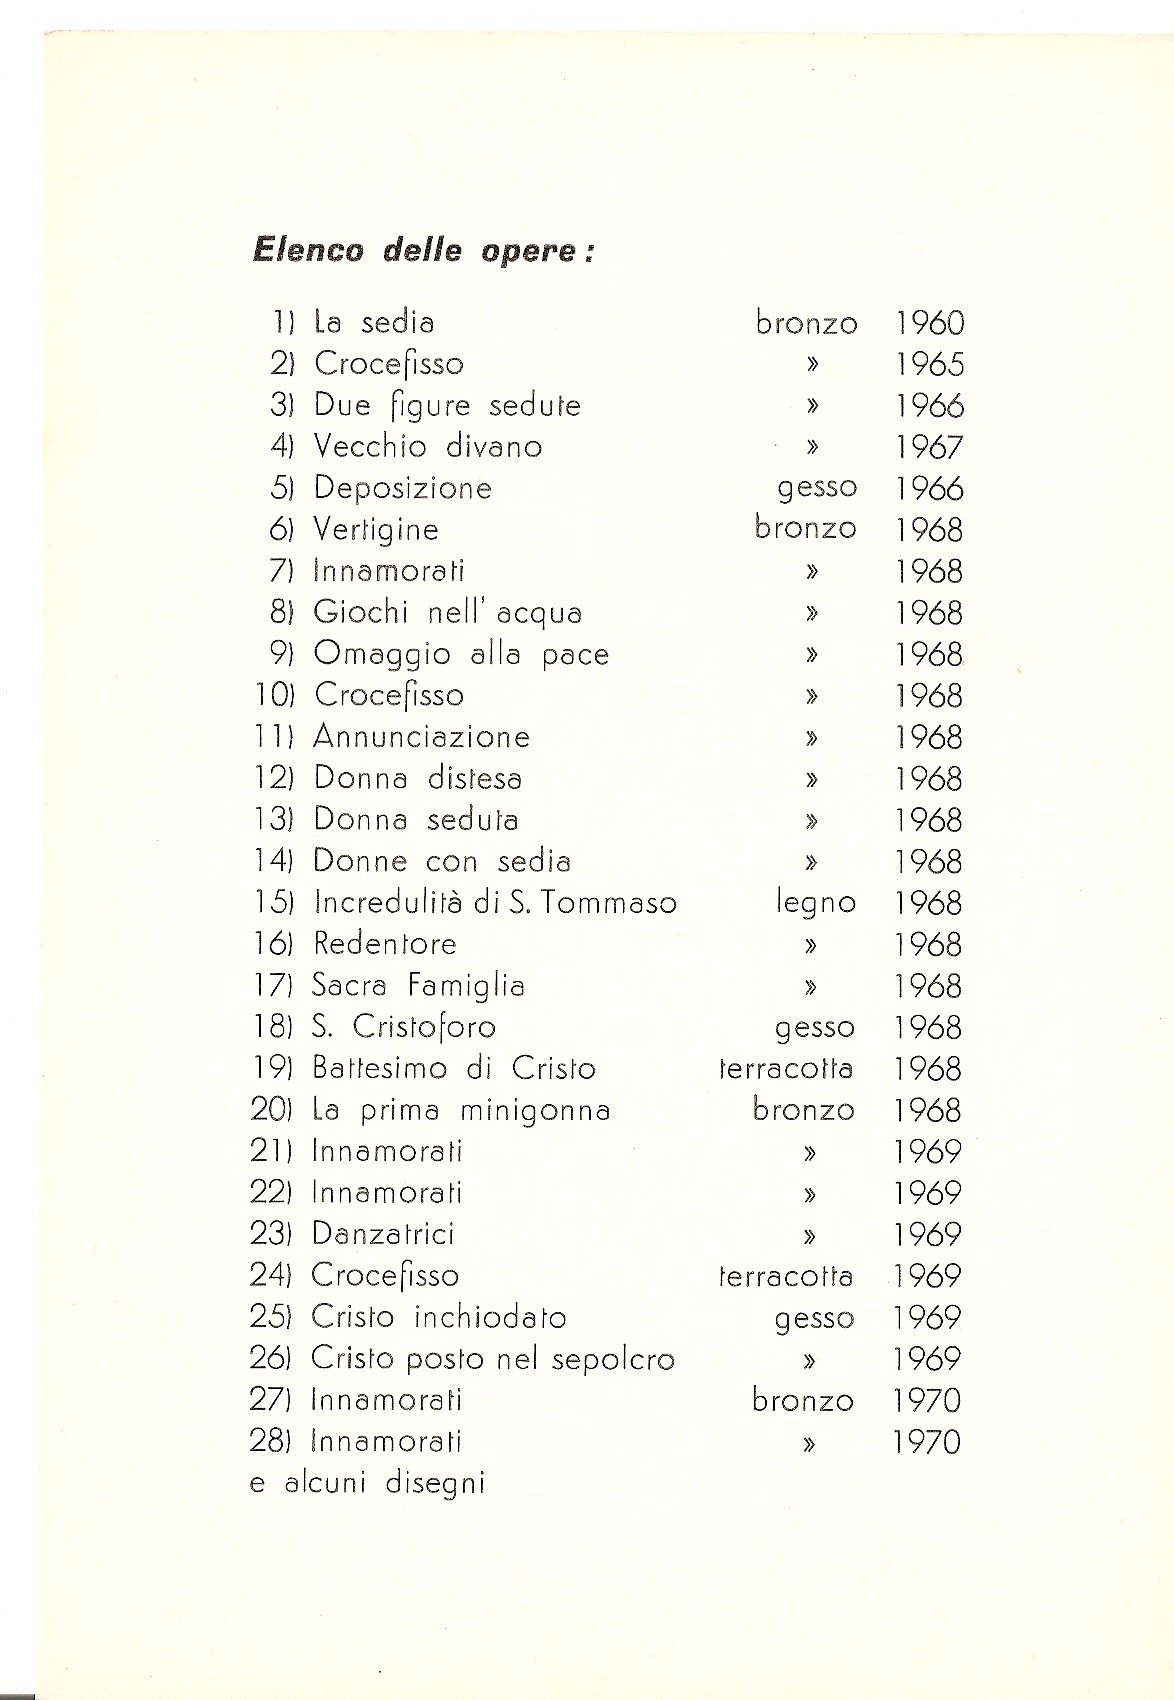 Elenco delle opere :
1) La sedia bronzo 1960
2) Crocefisso » 1965
3) Due figure sedute » 1966
4) Vecchio divano » 1967
5) Deposizione gesso 1966
6) Vertigine bronzo 1968
7) Innamorati » 1968
8) Giochi nell' acqua » 1968
9) Omaggio alla pace » 1968
10) Crocefisso » 1968
11) Annunciazione » 1968
12) Donna distesa » 1968
13) Donna seduta » 1968
14) Donne con sedia » 1968
15) Incredulità di S. Tommaso legno 1968
16) Redentore » 1968
17) Sacra Famiglia » 1968
18) S. Cristoforo gesso 1968
19) Battesimo di Cristo terracotta 1968
20) La prima minigonna bronzo 1968
21) Innamorati » 1969
22) Innamorati » 1969
23) Danzatrici » 1969
24) Crocefisso terracotta 1969
25) Cristo inchiodato gesso 1969
26) Cristo posto nel sepolcro » 1969
27) Innamorati bronzo 1970
28) Innamorati » 1970
e alcuni disegni